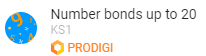 Number bonds up to 20
KS1
PRODIGI